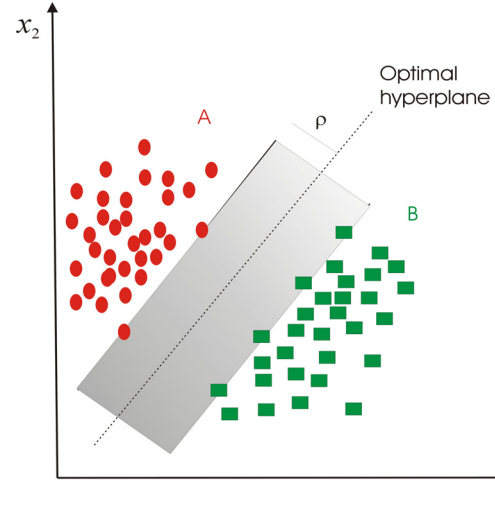 x₂
Optimal
hyperplane
ρ
A
B